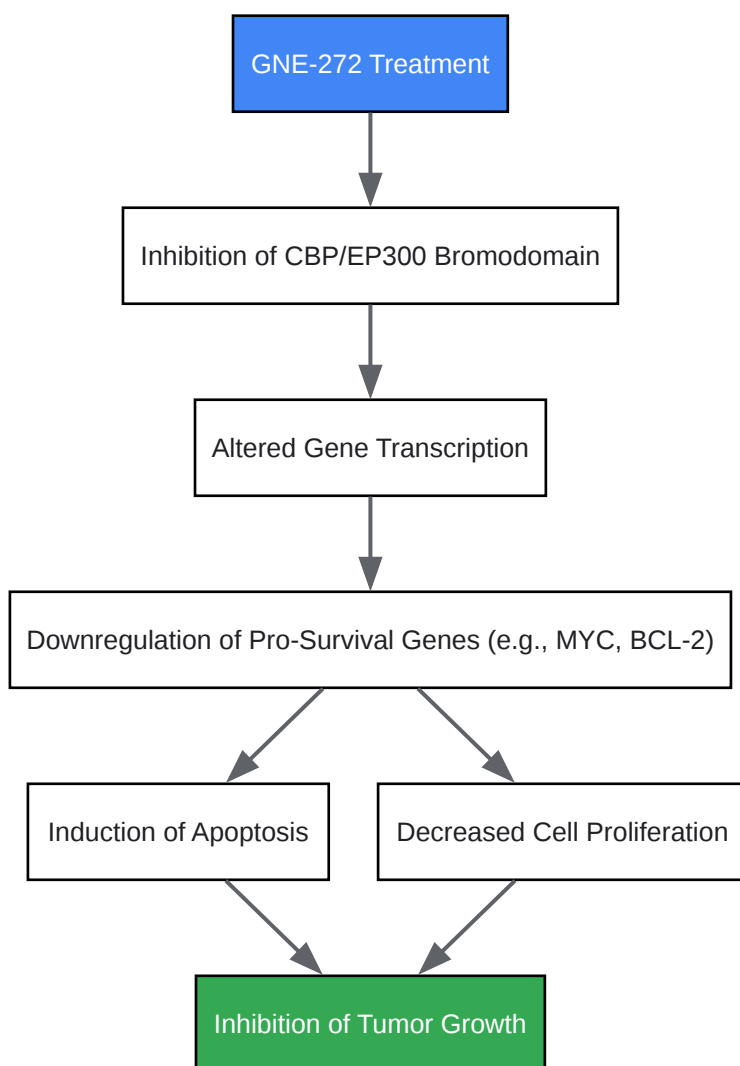 GNE-272 Treatment
Inhibition of CBP/EP300 Bromodomain
Altered Gene Transcription
Downregulation of Pro-Survival Genes (e.g., MYC, BCL-2)
Induction of Apoptosis
Decreased Cell Proliferation
Inhibition of Tumor Growth